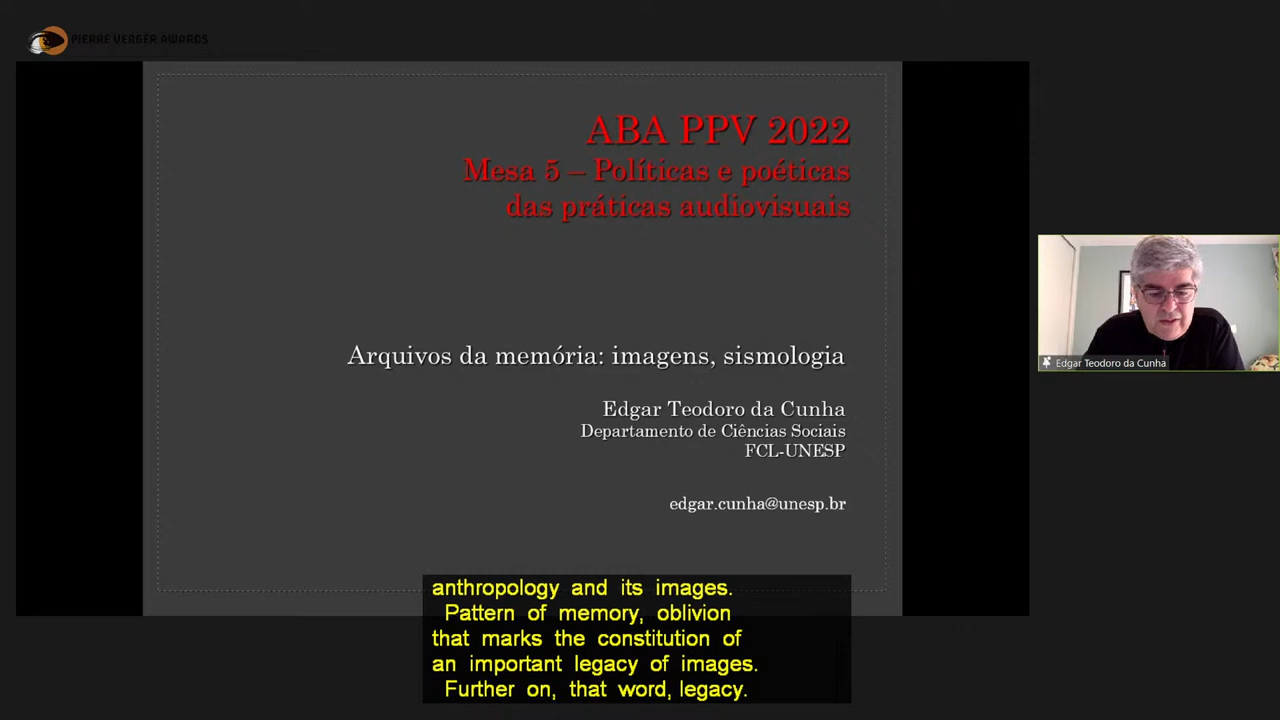 PIERRE VERGER AWARDS
ABA PPV 2022
Mesa 5 – Políticas e poéticas
das práticas audiovisuais
Arquivos da memória: imagens, sismologia
Edgar Teodoro da Cunha
Departamento de Ciências Sociais
FCL-UNESP
edgar.cunha@unesp.br
Edgar Teodoro da Cunha
anthropology and its images.
Pattern of memory, oblivion
that marks the constitution of
an important legacy of images.
Further on, that word, legacy.